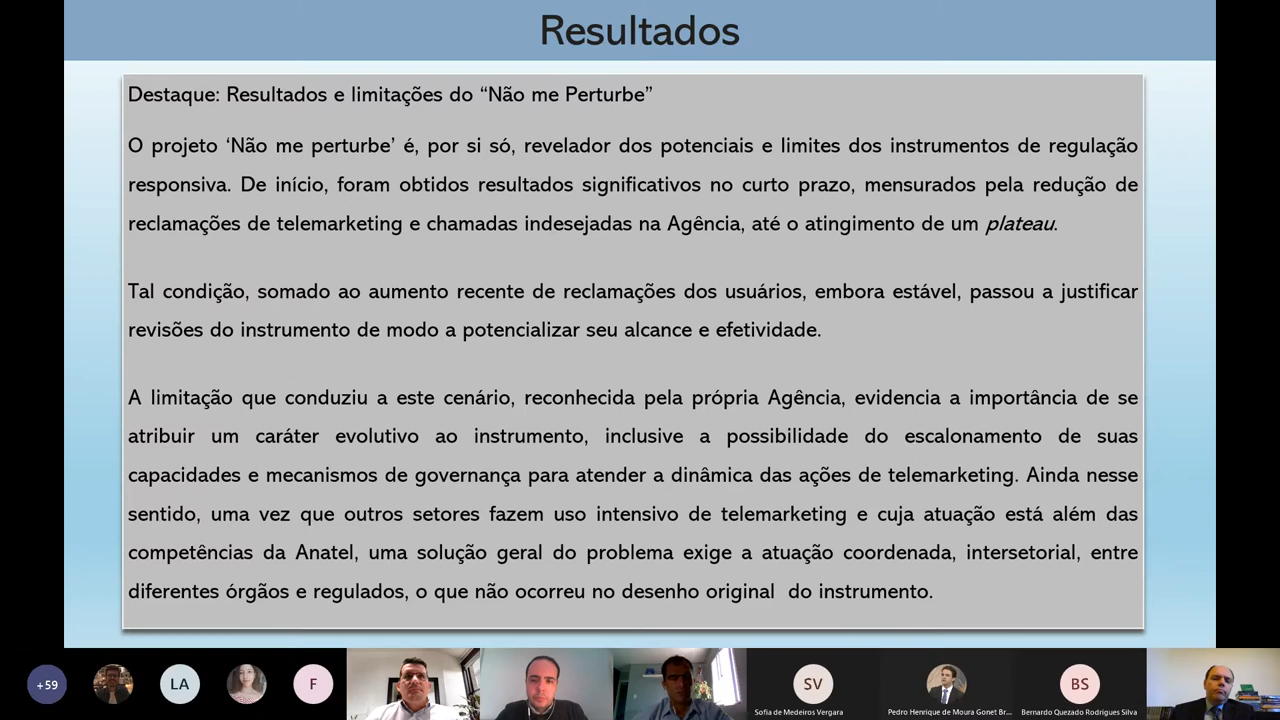 Resultados
Destaque: Resultados e limitações do “Não me Perturbe”
O projeto ‘Não me perturbe’ é, por si só, revelador dos potenciais e limites dos instrumentos de regulação
responsiva. De início, foram obtidos resultados significativos no curto prazo, mensurados pela redução de
reclamações de telemarketing e chamadas indesejadas na Agência, até o atingimento de um plateau.
Tal condição, somado ao aumento recente de reclamações dos usuários, embora estável, passou a justificar
revisões do instrumento de modo a potencializar seu alcance e efetividade.
A limitação que conduziu a este cenário, reconhecida pela própria Agência, evidencia a importância de se
atribuir um caráter evolutivo ao instrumento, inclusive a possibilidade do escalonamento de suas
capacidades e mecanismos de governança para atender a dinâmica das ações de telemarketing. Ainda nesse
sentido, uma vez que outros setores fazem uso intensivo de telemarketing e cuja atuação está além das
competências da Anatel, uma solução geral do problema exige a atuação coordenada, intersetorial, entre
diferentes órgãos e regulados, o que não ocorreu no desenho original do instrumento.
+59
LA
F
SV
BS
Sofia de Medeiros Vergara
Pedro Henrique de Moura Gonet Br...
Bernardo Quezado Rodrigues Silva